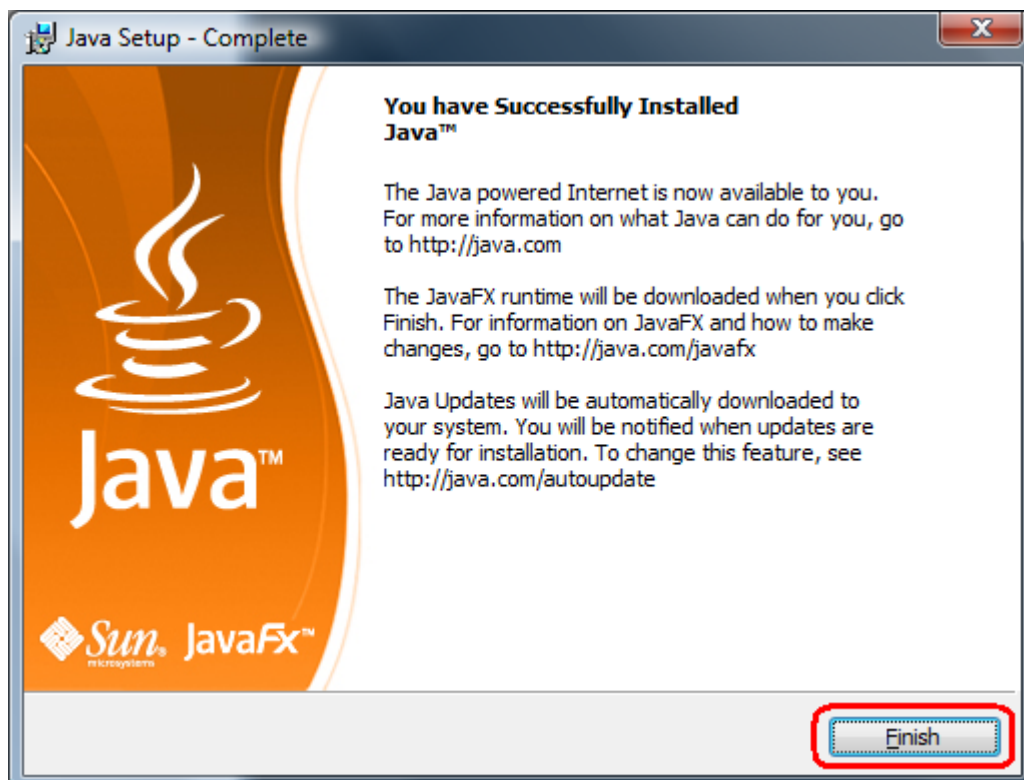 Java Setup - Complete
You have Successfully Installed
Java™
The Java powered Internet is now available to you.
For more information on what Java can do for you, go
to http://java.com
The JavaFX runtime will be downloaded when you click
Finish. For information on JavaFX and how to make
changes, go to http://java.com/javafx
Java Updates will be automatically downloaded to
your system. You will be notified when updates are
ready for installation. To change this feature, see
http://java.com/autoupdate
Java™
Sun® JavaFX™
microsystems
Finish